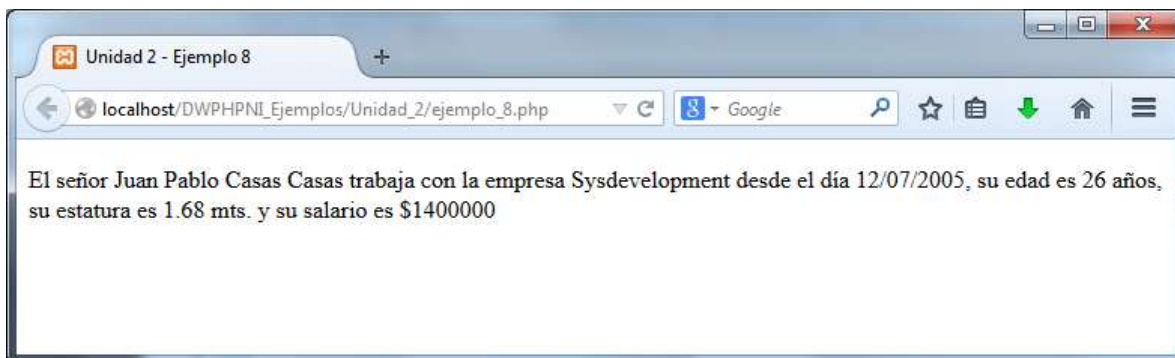 Unidad 2 - Ejemplo 8
localhost/DWPHPNI_Ejemplos/Unidad_2/ejemplo_8.php
Google
El señor Juan Pablo Casas Casas trabaja con la empresa Sysdevelopment desde el día 12/07/2005, su edad es 26 años,
su estatura es 1.68 mts. y su salario es $1400000